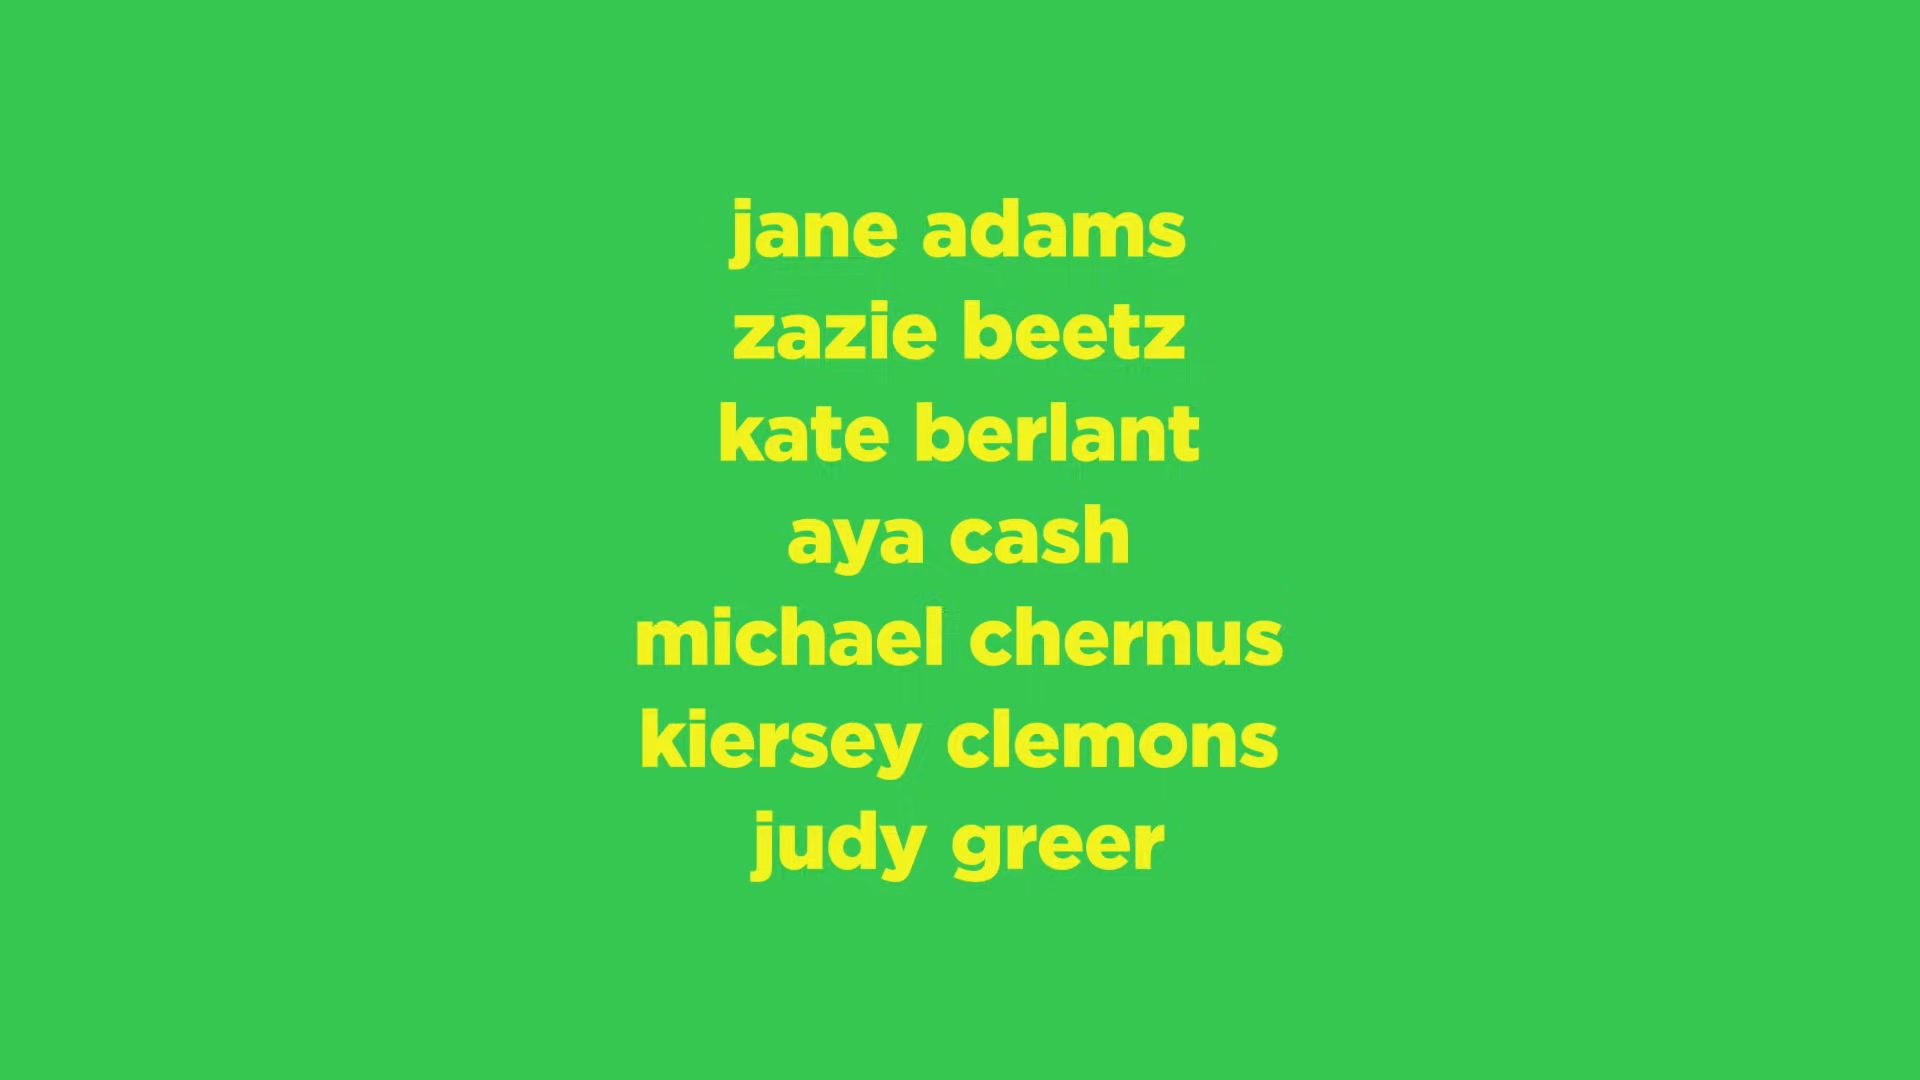 jane adams
zazie beetz
kate berlant
aya cash
michael chernus
kiersey clemons
judy greer